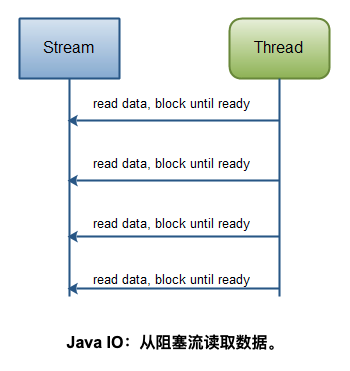 Stream Thread
read data, block until ready
read data, block until ready
read data, block until ready
read data, block until ready
Java IO：从阻塞流读取数据。